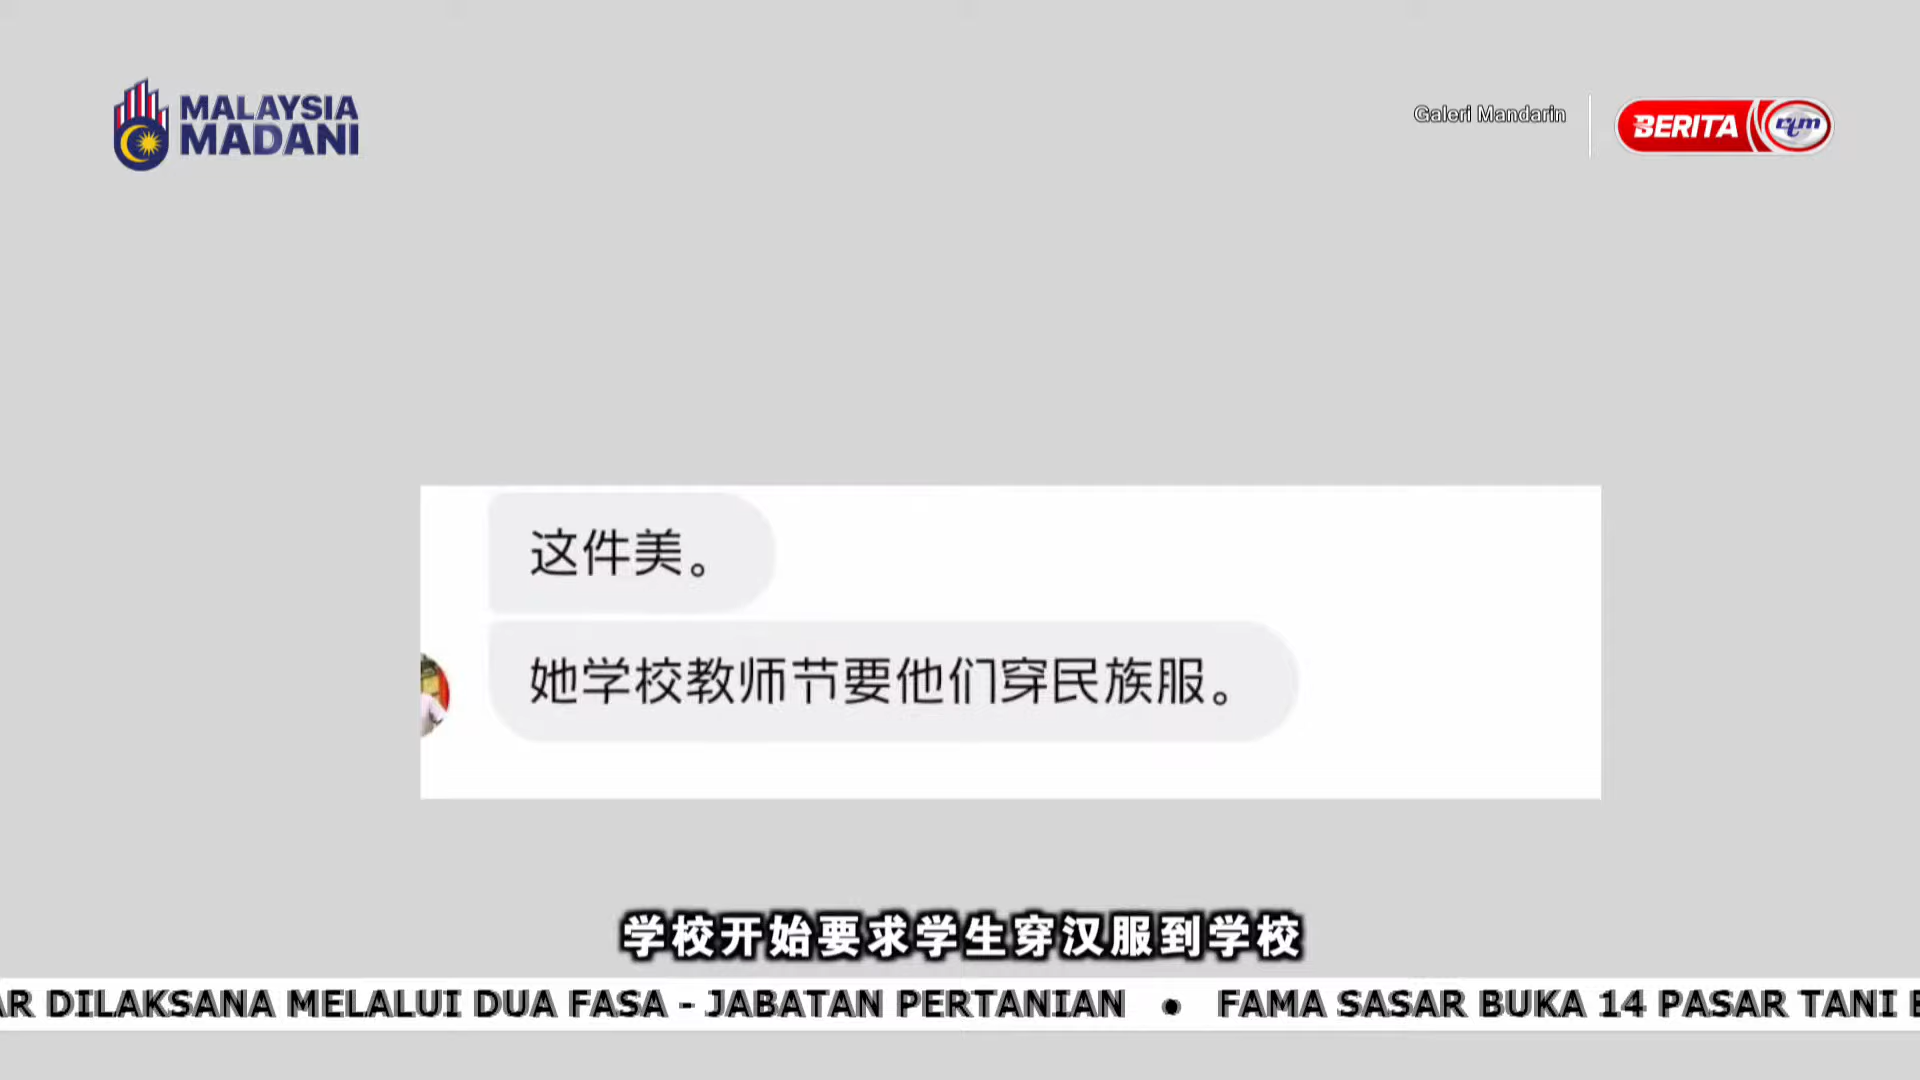 MALAYSIA
MADANI
Galeri Mandarin
BERITA rtm
这件美。
她学校教师节要他们穿民族服。
学校开始要求学生穿汉服到学校
AR DILAKSANA MELALUI DUA FASA - JABATAN PERTANIAN • FAMA SASAR BUKA 14 PASAR TANI